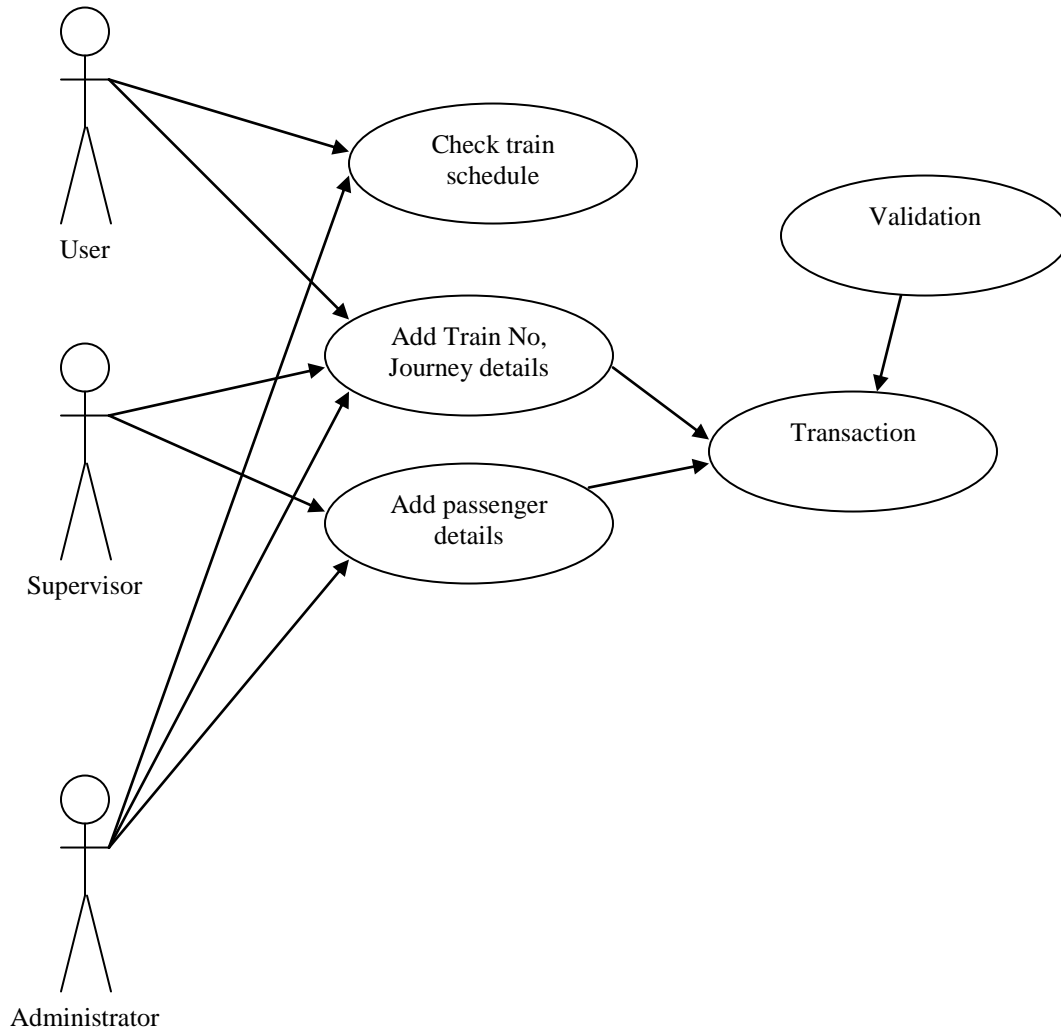 Check train
schedule
Validation
User
Add Train No,
Journey details
Transaction
Add passenger
details
Supervisor
Administrator